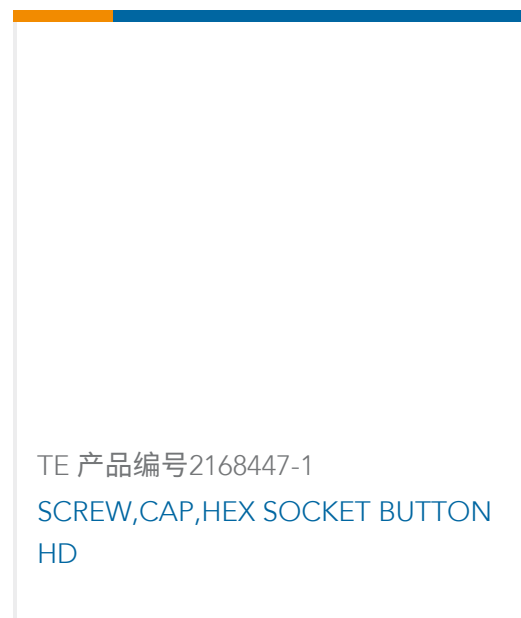 TE 产品编号2168447-1
SCREW,CAP,HEX SOCKET BUTTON
HD